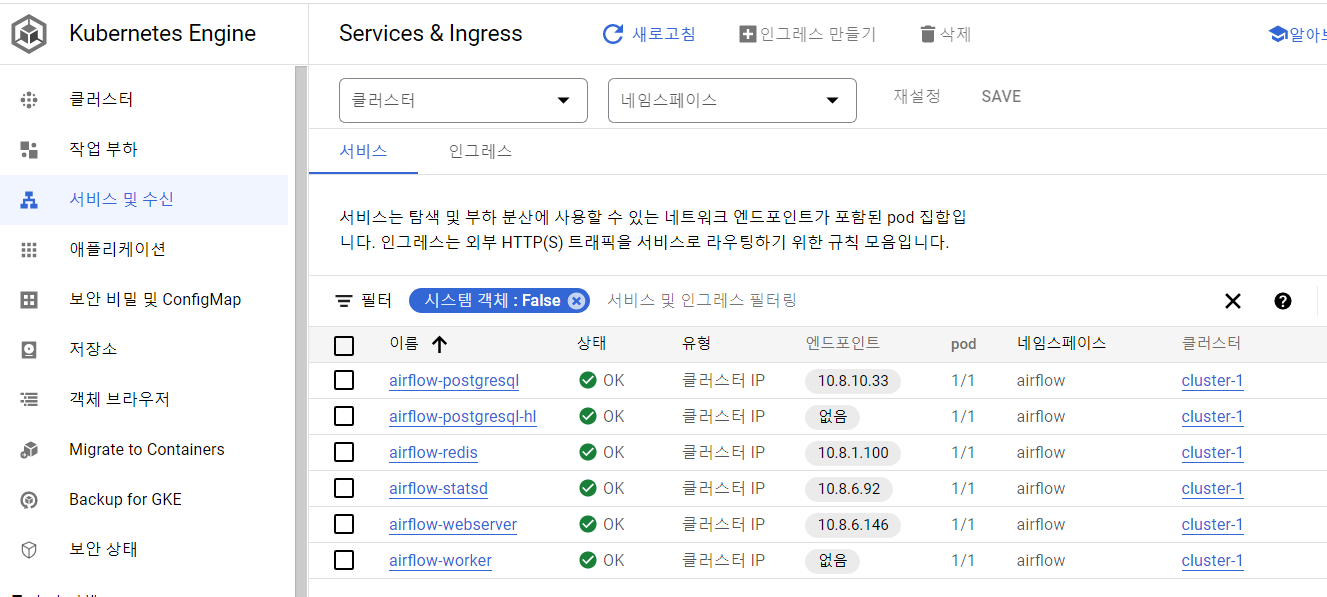 Kubernetes Engine
Services & Ingress
새로고침
인그레스 만들기
삭제
클러스터
작업 부하
서비스 및 수신
애플리케이션
보안 비밀 및 ConfigMap
저장소
객체 브라우저
Migrate to Containers
Backup for GKE
보안 상태
클러스터
네임스페이스
재설정
SAVE
서비스
인그레스
서비스는 탐색 및 부하 분산에 사용할 수 있는 네트워크 엔드포인트가 포함된 pod 집합입
니다. 인그레스는 외부 HTTP(S) 트래픽을 서비스로 라우팅하기 위한 규칙 모음입니다.
필터 시스템 객체 : False 서비스 및 인그레스 필터링
이름 상태 유형 엔드포인트 pod 네임스페이스 클러스터
airflow-postgresql OK 클러스터 IP 10.8.10.33 1/1 airflow cluster-1
airflow-postgresql-hl OK 클러스터 IP 없음 1/1 airflow cluster-1
airflow-redis OK 클러스터 IP 10.8.1.100 1/1 airflow cluster-1
airflow-statsd OK 클러스터 IP 10.8.6.92 1/1 airflow cluster-1
airflow-webserver OK 클러스터 IP 10.8.6.146 1/1 airflow cluster-1
airflow-worker OK 클러스터 IP 없음 1/1 airflow cluster-1